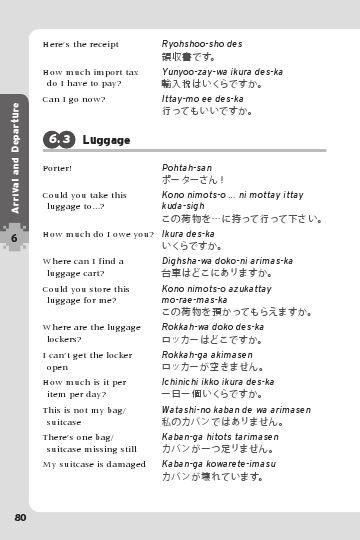 Here's the receipt
Ryohshoo-sho des
領収書です。
How much import tax
do I have to pay?
Yunyoo-zay-wa ikura des-ka
輸入税はいくらですか。
Can I go now?
Ittay-mo ee des-ka
行ってもいいですか。
6.3 Luggage
Porter!
Pohtah-san
ポーターさん！
Could you take this
luggage to...?
Kono nimots-o ... ni mottay ittay
kuda-sigh
この荷物を…に持って行って下さい。
How much do I owe you?
Ikura des-ka
いくらですか。
Where can I find a
luggage cart?
Dighsha-wa doko-ni arimas-ka
台車はどこにありますか。
Could you store this
luggage for me?
Kono nimots-o azukattay
mo-rae-mas-ka
この荷物を預かってもらえますか。
Where are the luggage
lockers?
Rokkah-wa doko des-ka
ロッカーはどこですか。
I can't get the locker
open
Rokkah-ga akimasen
ロッカーが空きません。
How much is it per
item per day?
Ichinichi ikko ikura des-ka
一日一個いくらですか。
This is not my bag/
suitcase
Watashi-no kaban de wa arimasen
私のカバンではありません。
There's one bag/
suitcase missing still
Kaban-ga hitots tarimasen
カバンが一つ足りません。
My suitcase is damaged
Kaban-ga kowarete-imasu
カバンが壊れています。
Arrival and Departure
6
80